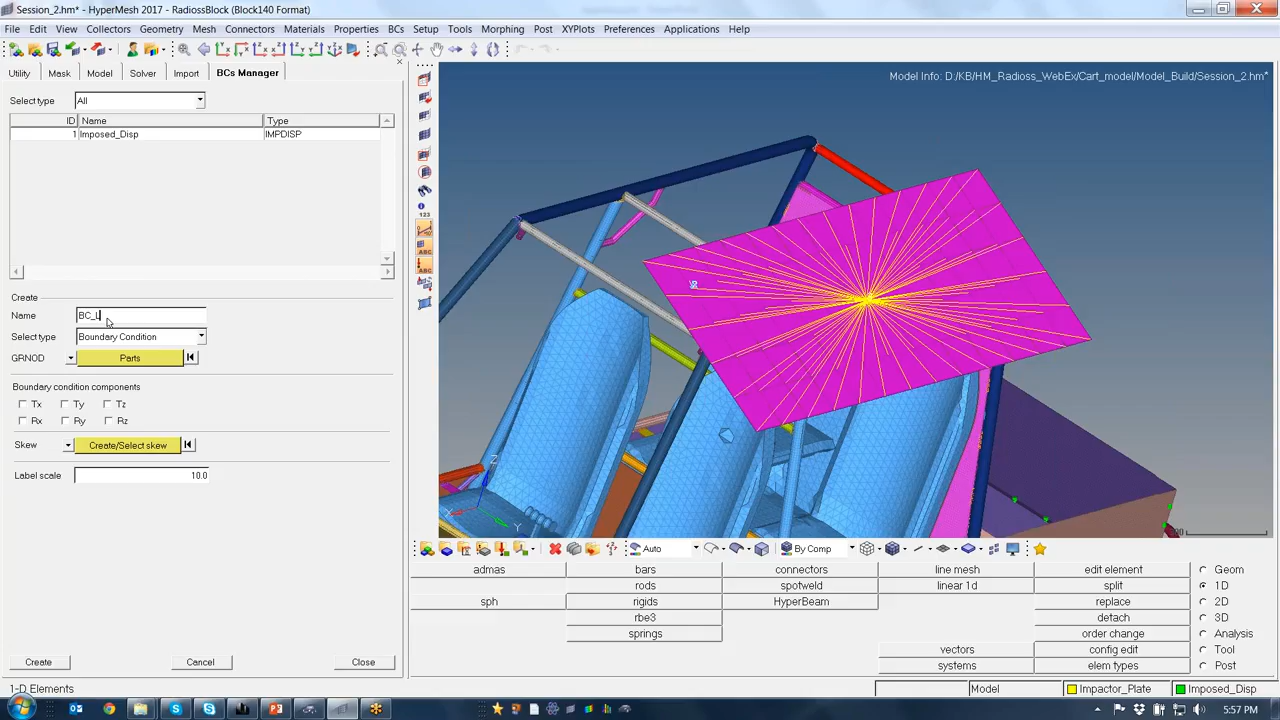 Session_2.hm* - HyperMesh 2017 - RadiossBlock (Block140 Format)
File Edit View Collectors Geometry Mesh Connectors Materials Properties BCs Setup Tools Morphing Post XYPlots Preferences Applications Help
Utility Mask Model Solver Import BCs Manager
Model Info: D:/KB/HM_Radioss_WebEx/Cart_model/Model_Build/Session_2.hm*
Select type All
ID Name Type
1 Imposed_Disp IMPDISP
Create
Name BC_L
Select type Boundary Condition
GRNOD Parts
Boundary condition components
Tx Ty Tz
Rx Ry Rz
Skew Create/Select skew
Label scale 10.0
Create Cancel Close
123
ABC
ABC
Z
X
Y
Auto By Comp
admas bars connectors line mesh edit element Geom
rods spotweld linear 1d split 1D
sph rigids HyperBeam replace 2D
rbe3 detach 3D
springs order change Analysis
vectors config edit Tool
systems elem types Post
1-D Elements Model Impactor_Plate Imposed_Disp
5:57 PM